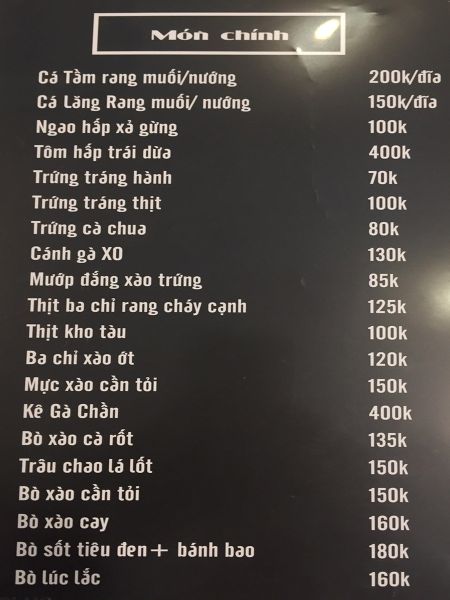 Món chính
Cá Tầm rang muối/nướng 200k/đĩa
Cá Lăng Rang muối/ nướng 150k/đĩa
Ngao hấp xả gừng 100k
Tôm hấp trái dừa 400k
Trứng tráng hành 70k
Trứng tráng thịt 100k
Trứng cà chua 80k
Cánh gà XO 130k
Mướp đắng xào trứng 85k
Thịt ba chỉ rang cháy cạnh 125k
Thịt kho tàu 100k
Ba chỉ xào ớt 120k
Mực xào cần tỏi 150k
Kê Gà Chần 400k
Bò xào cà rốt 135k
Trâu chao lá lốt 150k
Bò xào cần tỏi 150k
Bò xào cay 160k
Bò sốt tiêu đen+ bánh bao 180k
Bò lúc lắc 160k